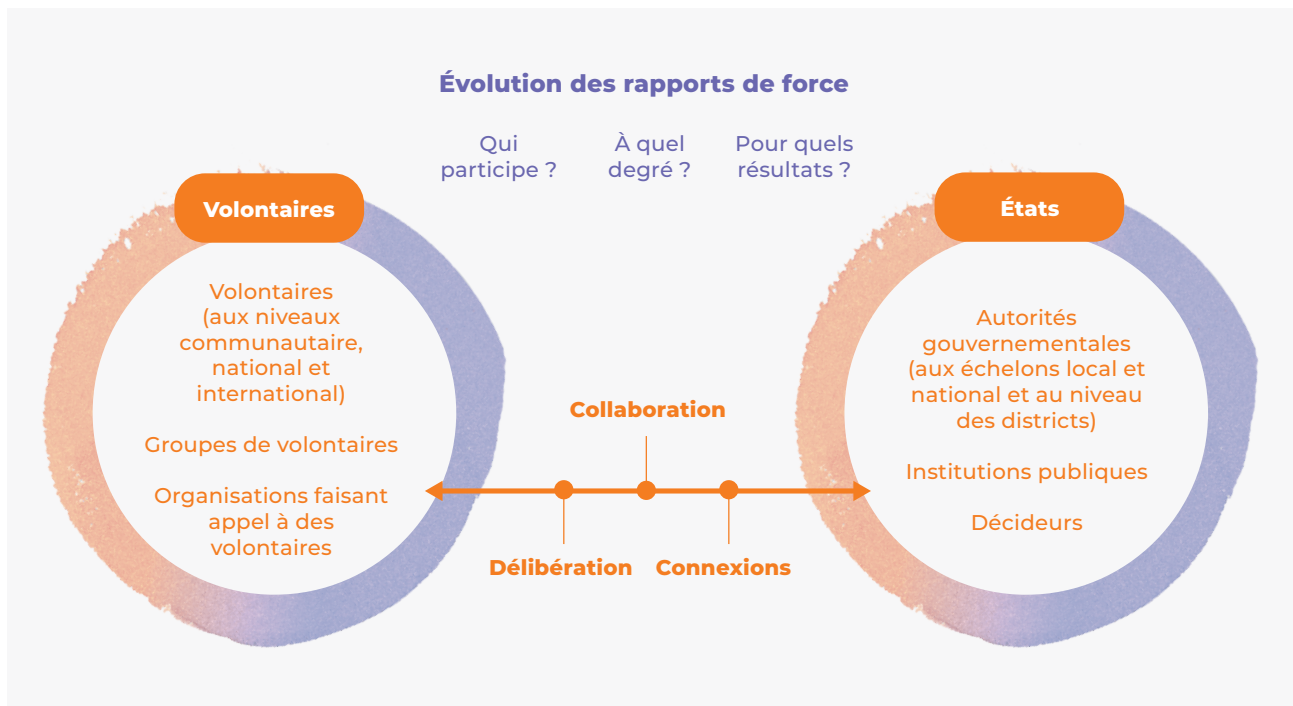 Évolution des rapports de force
Qui
participe ?
À quel
degré ?
Pour quels
résultats ?
Volontaires
Volontaires
(aux niveaux
communautaire,
national et
international)
Groupes de volontaires
Organisations faisant
appel à des
volontaires
Collaboration
Délibération
Connexions
États
Autorités
gouvernementales
(aux échelons local et
national et au niveau
des districts)
Institutions publiques
Décideurs